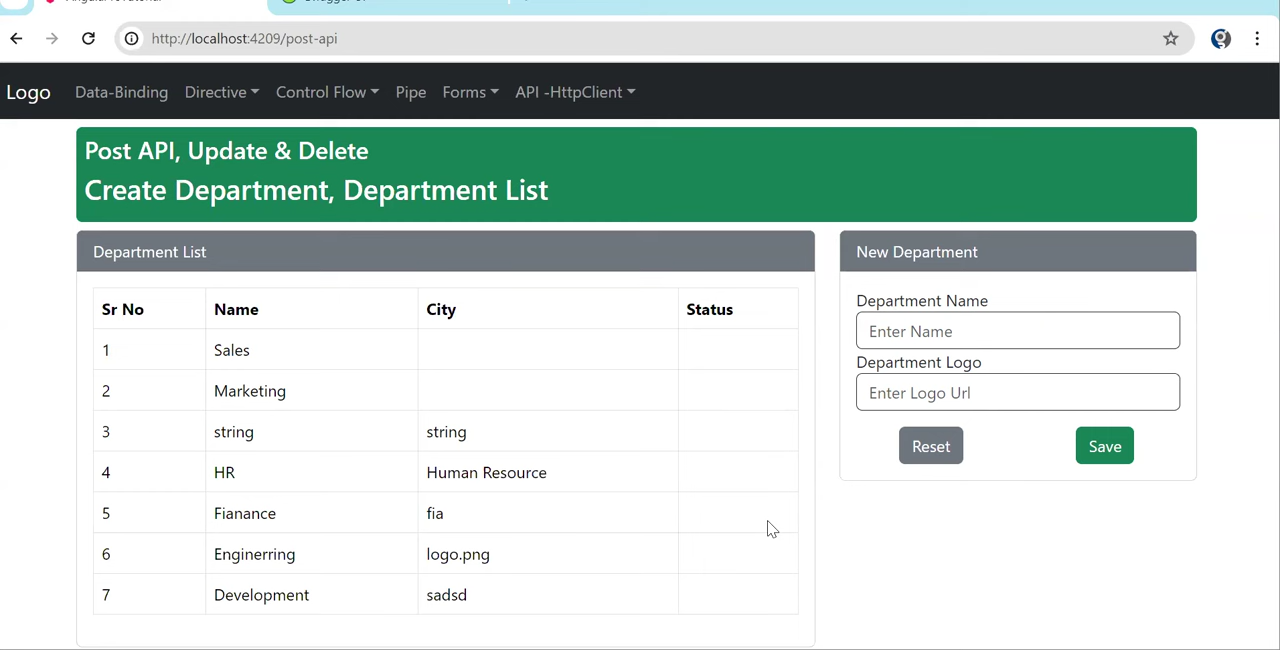 http://localhost:4209/post-api
Logo Data-Binding Directive Control Flow Pipe Forms API -HttpClient
Post API, Update & Delete
Create Department, Department List
Department List
Sr No Name City Status
1 Sales
2 Marketing
3 string string
4 HR Human Resource
5 Fianance fia
6 Enginerring logo.png
7 Development sadsd
New Department
Department Name
Enter Name
Department Logo
Enter Logo Url
Reset Save